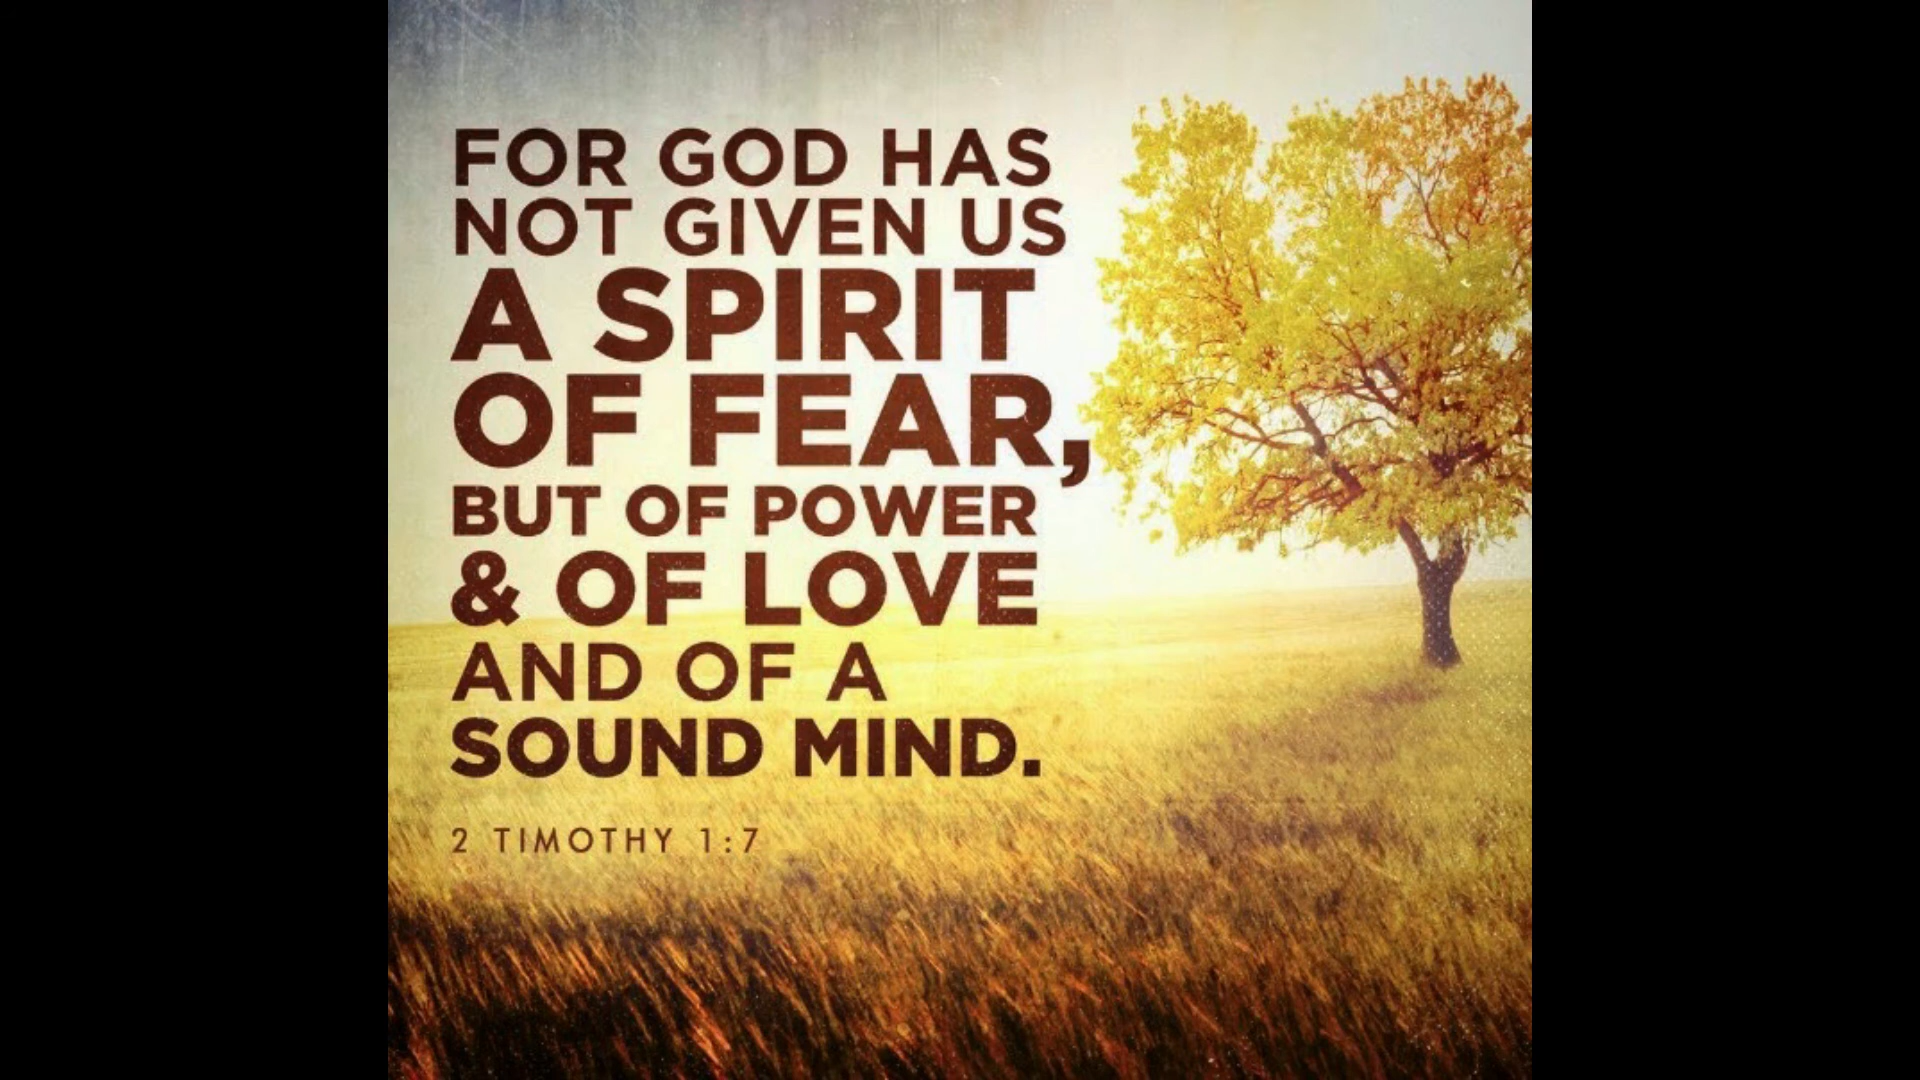 FOR GOD HAS
NOT GIVEN US
A SPIRIT
OF FEAR,
BUT OF POWER
& OF LOVE
AND OF A
SOUND MIND.
2 TIMOTHY 1:7